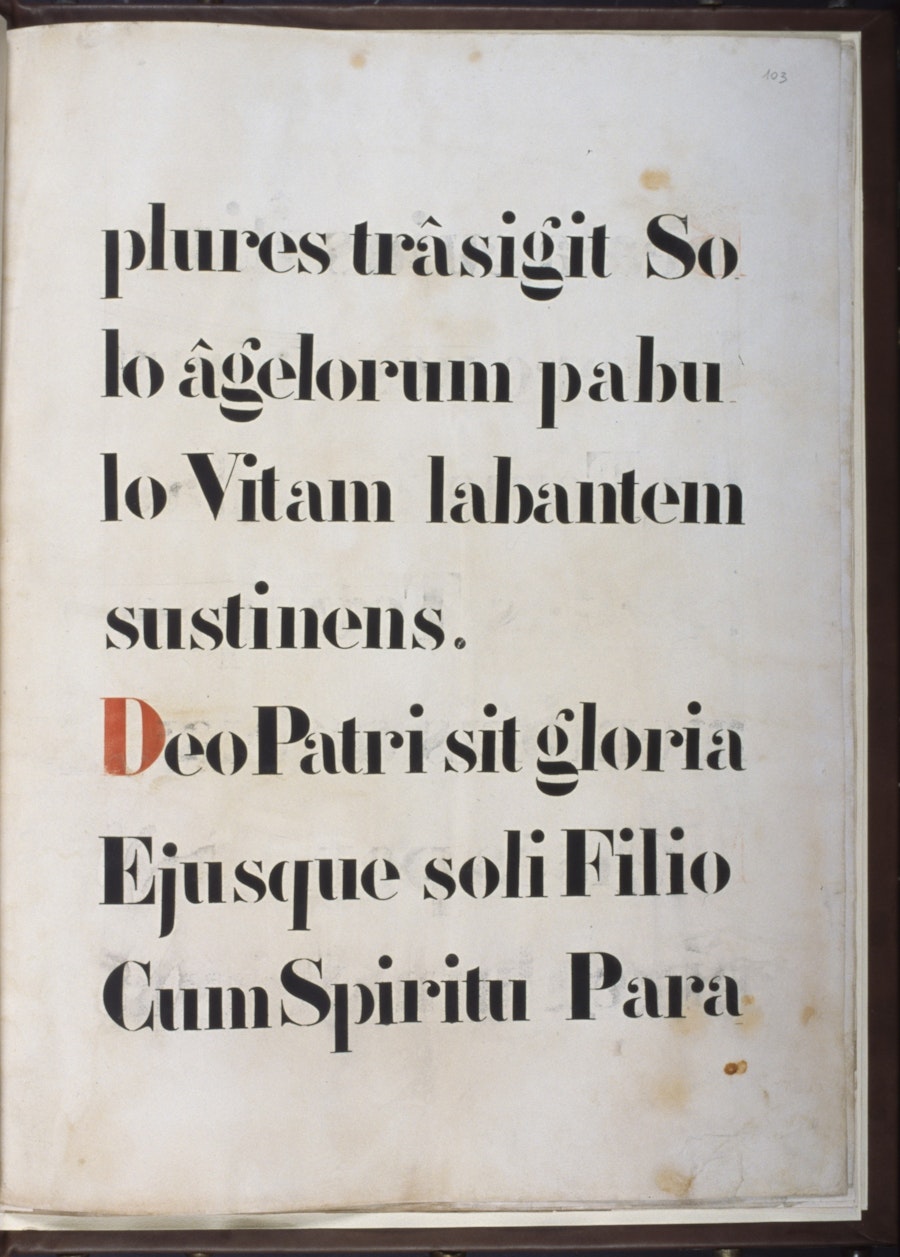 103
plures trâsigit So
lo âgelorum pabu
lo Vitam labantem
sustinens.
Deo Patri sit gloria
Ejusque soli Filio
Cum Spiritu Para